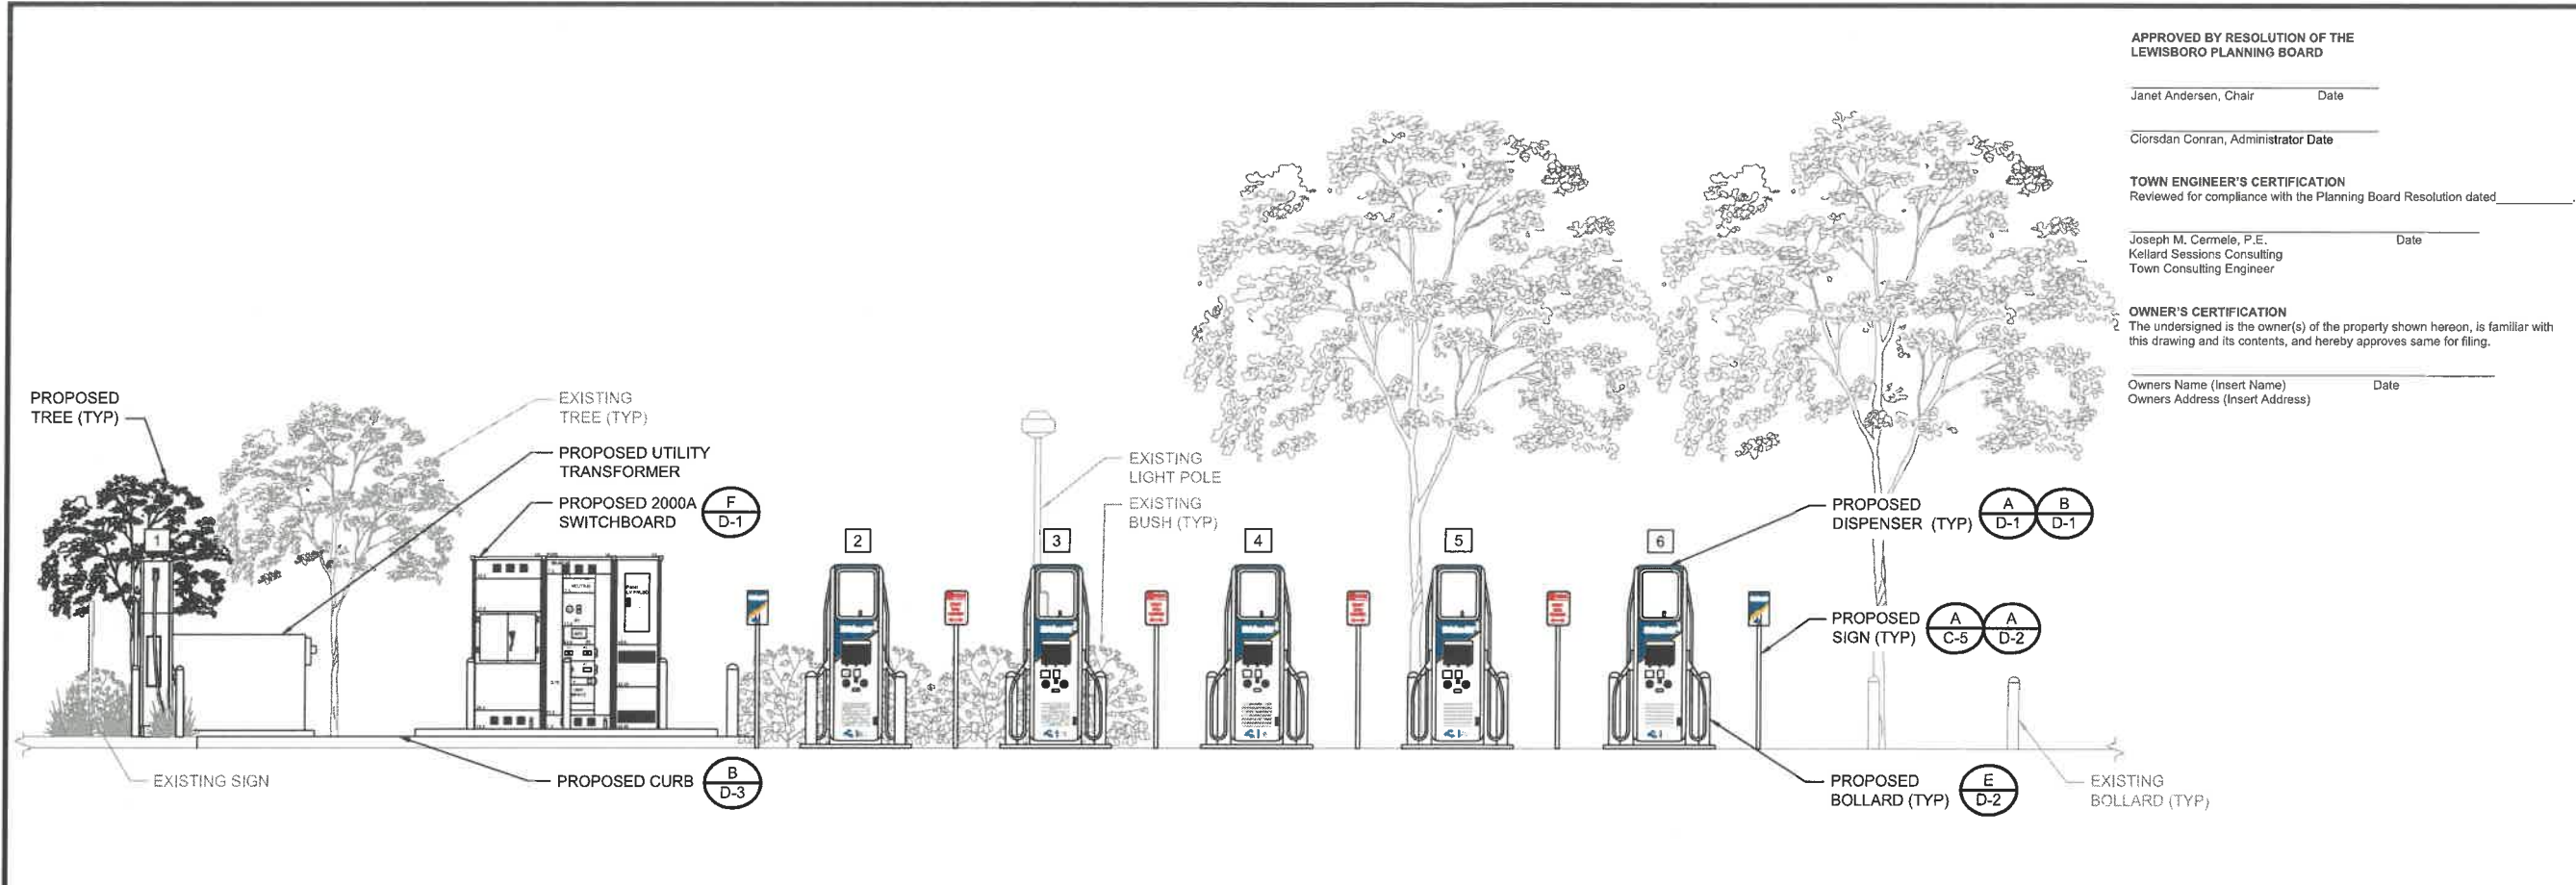 APPROVED BY RESOLUTION OF THE
LEWISBORO PLANNING BOARD
Janet Andersen, Chair Date
Ciorsdan Conran, Administrator Date
TOWN ENGINEER'S CERTIFICATION
Reviewed for compliance with the Planning Board Resolution dated__________.
Joseph M. Cermele, P.E. Date
Kellard Sessions Consulting
Town Consulting Engineer
OWNER'S CERTIFICATION
The undersigned is the owner(s) of the property shown hereon, is familiar with
this drawing and its contents, and hereby approves same for filing.
Owners Name (Insert Name) Date
Owners Address (Insert Address)
PROPOSED
TREE (TYP)
EXISTING
TREE (TYP)
PROPOSED UTILITY
TRANSFORMER
PROPOSED 2000A
SWITCHBOARD
F
D-1
EXISTING
LIGHT POLE
EXISTING
BUSH (TYP)
PROPOSED
DISPENSER (TYP)
A
D-1
B
D-1
1
2
3
4
5
6
PROPOSED
SIGN (TYP)
A
C-5
A
D-2
EXISTING SIGN
PROPOSED CURB
B
D-3
PROPOSED
BOLLARD (TYP)
E
D-2
EXISTING
BOLLARD (TYP)